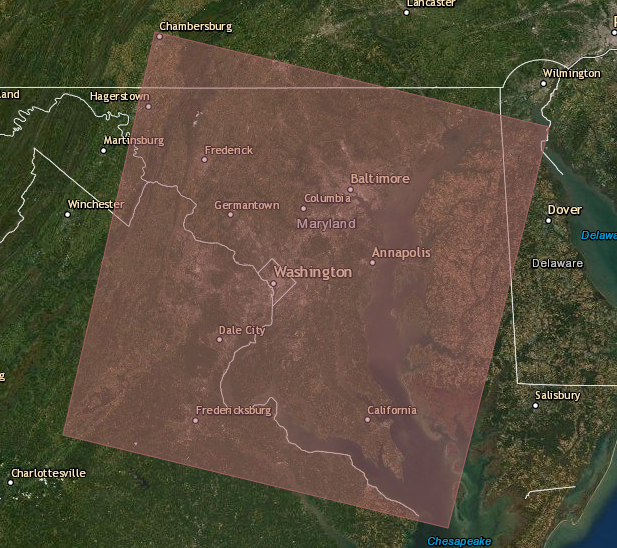 Lancaster
Chambersburg
P
Wilmington
land
Hagerstown
Martinsburg
Frederick
Baltimore
Columbia
Winchester
Germantown
Maryland
Dover
Delawa
Annapolis
Delaware
Washington
Dale City
g
Salisbury
Fredericksburg
California
Charlottesville
Chesapeake